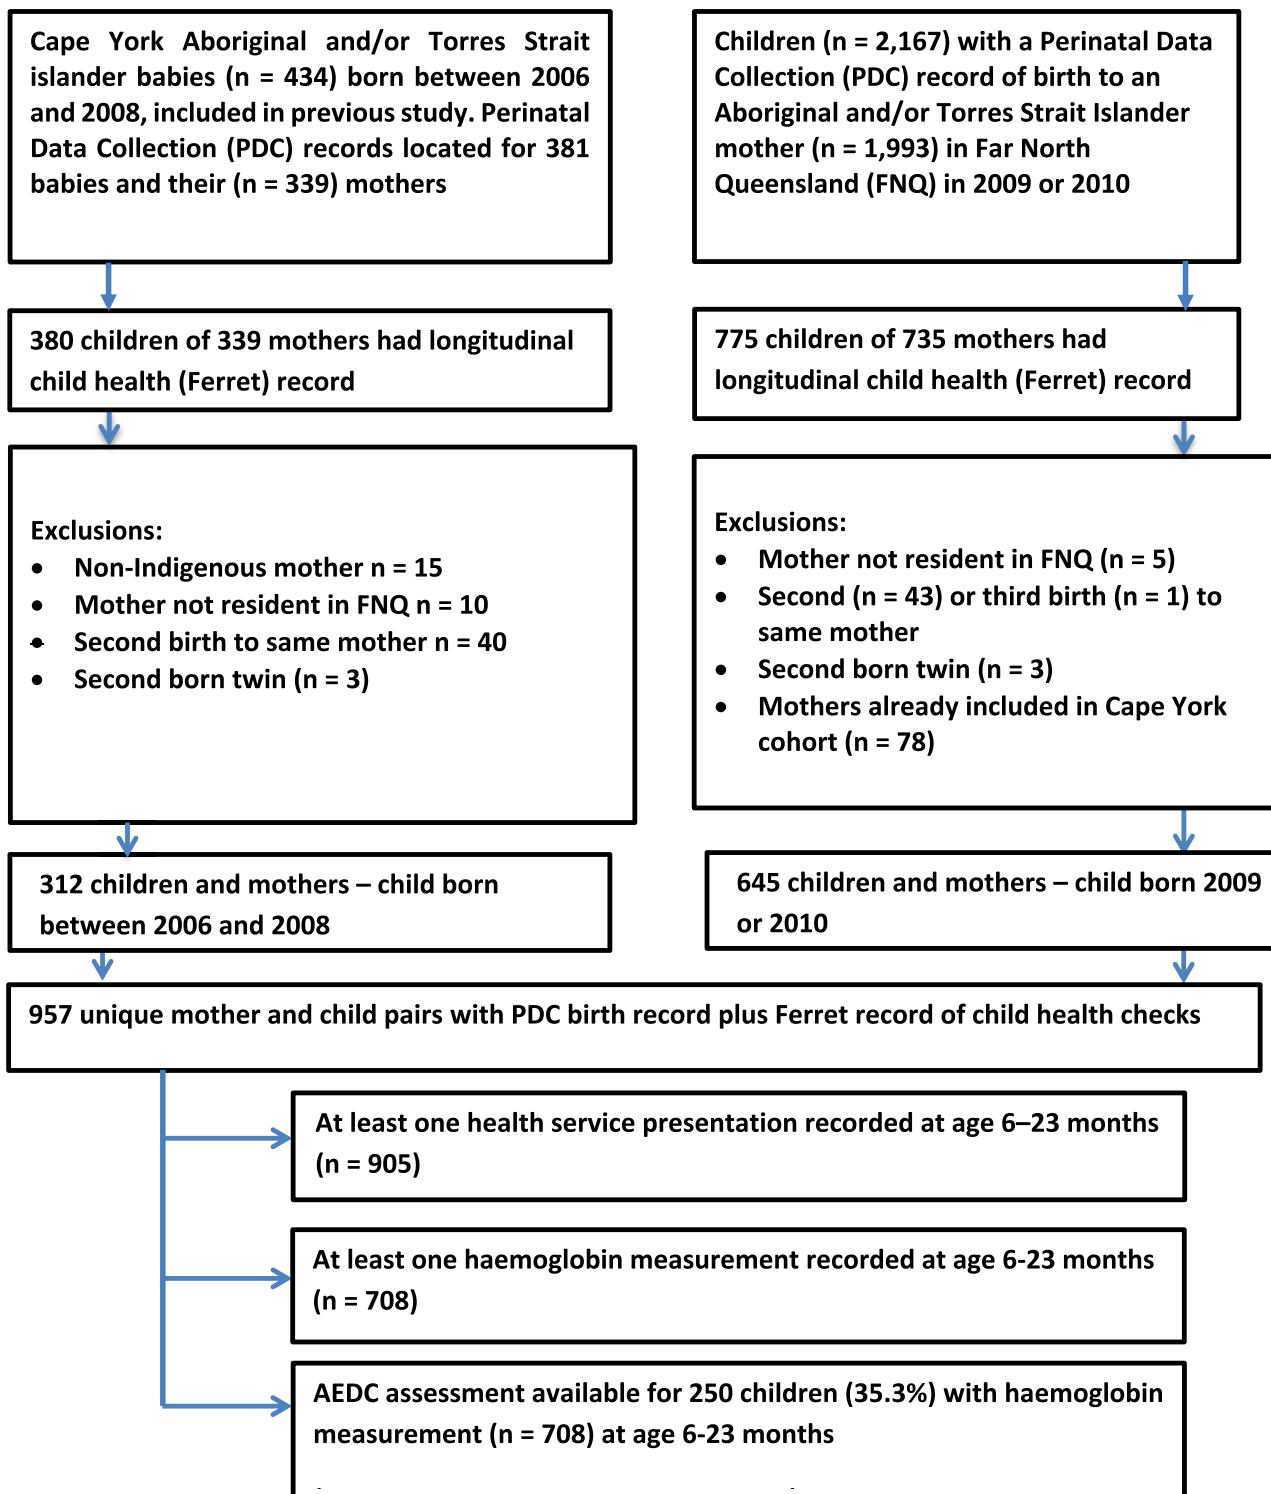 Cape York Aboriginal and/or Torres Strait
islander babies (n = 434) born between 2006
and 2008, included in previous study. Perinatal
Data Collection (PDC) records located for 381
babies and their (n = 339) mothers
Children (n = 2,167) with a Perinatal Data
Collection (PDC) record of birth to an
Aboriginal and/or Torres Strait Islander
mother (n = 1,993) in Far North
Queensland (FNQ) in 2009 or 2010
380 children of 339 mothers had longitudinal
child health (Ferret) record
775 children of 735 mothers had
longitudinal child health (Ferret) record
Exclusions:
• Non-Indigenous mother n = 15
• Mother not resident in FNQ n = 10
• Second birth to same mother n = 40
• Second born twin (n = 3)
Exclusions:
• Mother not resident in FNQ (n = 5)
• Second (n = 43) or third birth (n = 1) to
same mother
• Second born twin (n = 3)
• Mothers already included in Cape York
cohort (n = 78)
312 children and mothers – child born
between 2006 and 2008
645 children and mothers – child born 2009
or 2010
957 unique mother and child pairs with PDC birth record plus Ferret record of child health checks
At least one health service presentation recorded at age 6–23 months
(n = 905)
At least one haemoglobin measurement recorded at age 6-23 months
(n = 708)
AEDC assessment available for 250 children (35.3%) with haemoglobin
measurement (n = 708) at age 6-23 months